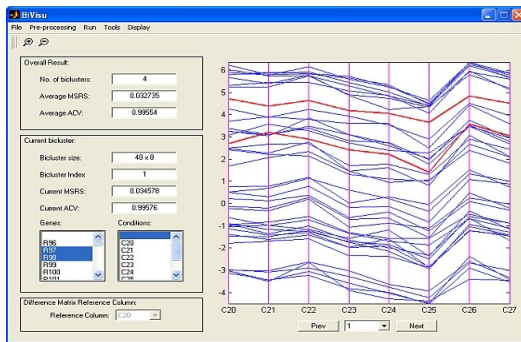 BiVisu
File Pre-processing Run Tools Display
Overall Result:
No. of biclusters: 4
Average MSRS: 0.032735
Average ACV: 0.99554
Current bicluster:
Bicluster size: 40 x 8
Bicluster Index 1
Current MSRS: 0.034578
Current ACV: 0.99576
Genes: Conditions:
R96
R97
R98
R99
R100
R101
C20
C21
C22
C23
C24
C25
Difference Matrix Reference Column:
Reference Column: C20
6
5
4
3
2
1
0
-1
-2
-3
-4
C20 C21 C22 C23 C24 C25 C26 C27
Prev 1 Next